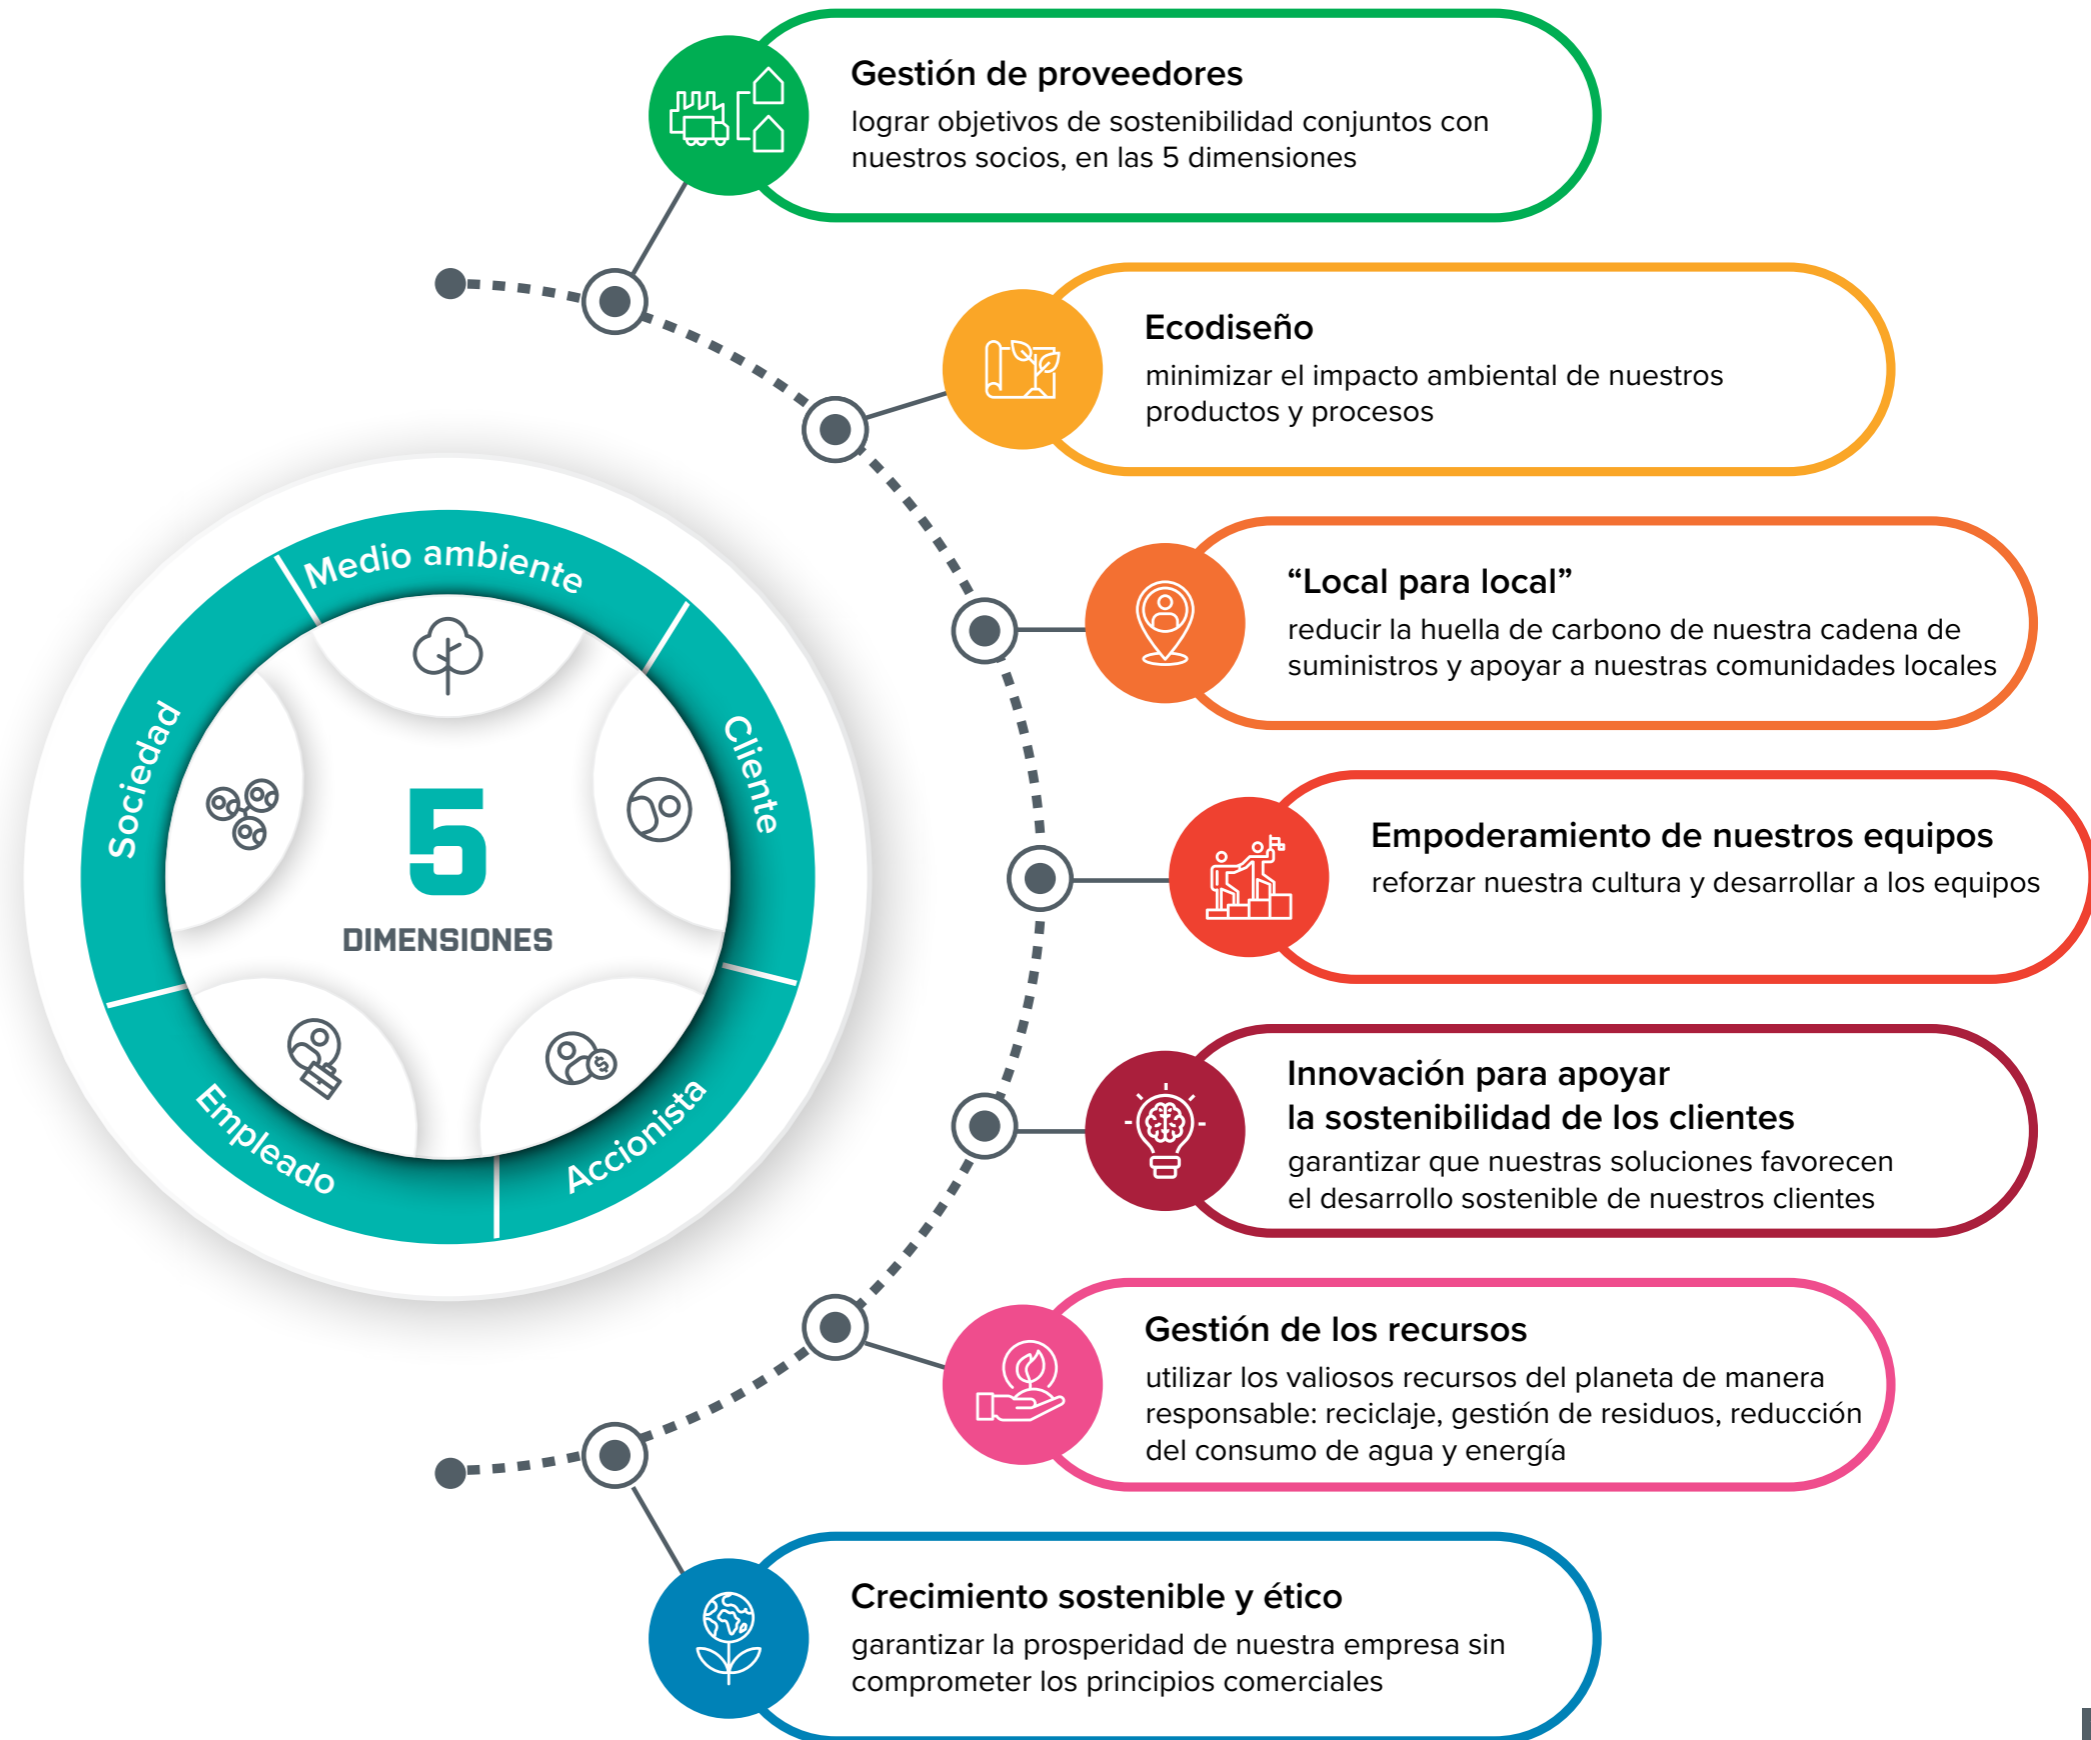 Gestión de proveedores
lograr objetivos de sostenibilidad conjuntos con
nuestros socios, en las 5 dimensiones
Ecodiseño
minimizar el impacto ambiental de nuestros
productos y procesos
“Local para local”
reducir la huella de carbono de nuestra cadena de
suministros y apoyar a nuestras comunidades locales
Empoderamiento de nuestros equipos
reforzar nuestra cultura y desarrollar a los equipos
Innovación para apoyar
la sostenibilidad de los clientes
garantizar que nuestras soluciones favorecen
el desarrollo sostenible de nuestros clientes
Gestión de los recursos
utilizar los valiosos recursos del planeta de manera
responsable: reciclaje, gestión de residuos, reducción
del consumo de agua y energía
Crecimiento sostenible y ético
garantizar la prosperidad de nuestra empresa sin
comprometer los principios comerciales
Medio ambiente
Cliente
Accionista
Empleado
Sociedad
5
DIMENSIONES
$